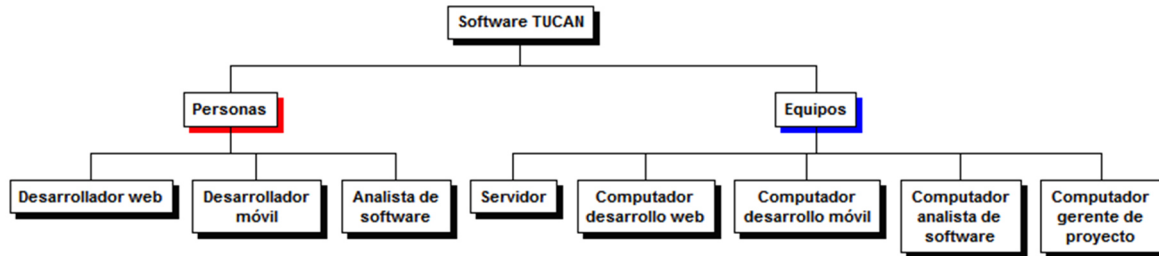 Software TUCAN
Personas
Equipos
Desarrollador web
Desarrollador
móvil
Analista de
software
Servidor
Computador
desarrollo web
Computador
desarrollo móvil
Computador
analista de
software
Computador
gerente de
proyecto